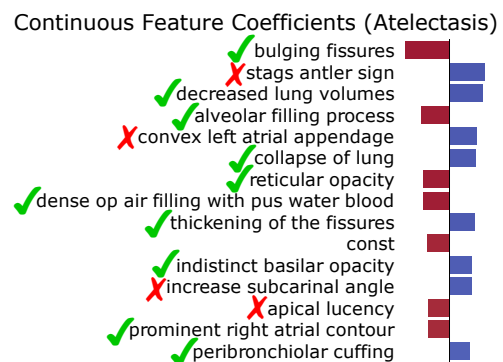 Continuous Feature Coefficients (Atelectasis)
bulging fissures
stags antler sign
decreased lung volumes
alveolar filling process
convex left atrial appendage
collapse of lung
reticular opacity
dense op air filling with pus water blood
thickening of the fissures
const
indistinct basilar opacity
increase subcarinal angle
apical lucency
prominent right atrial contour
peribronchiolar cuffing